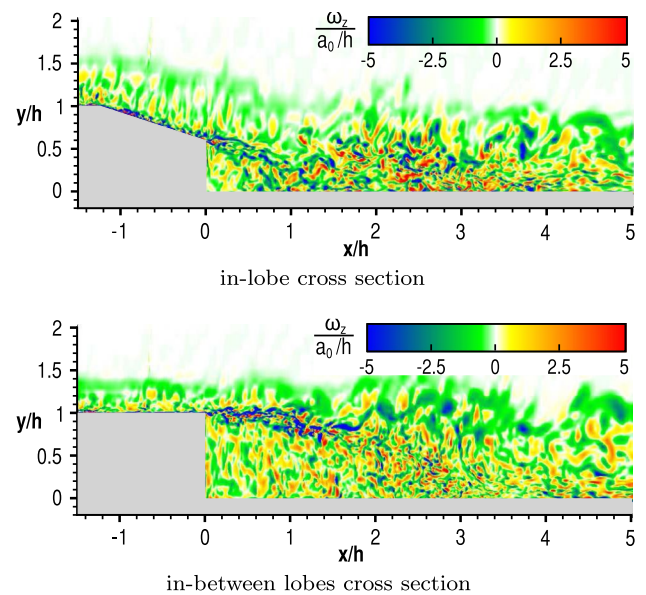 ω_z
a_0/h
-5 -2.5 0 2.5 5
2
1.5
y/h 1
0.5
0
-1 0 1 2 3 4 5
x/h
in-lobe cross section
ω_z
a_0/h
-5 -2.5 0 2.5 5
2
1.5
y/h 1
0.5
0
-1 0 1 2 3 4 5
x/h
in-between lobes cross section